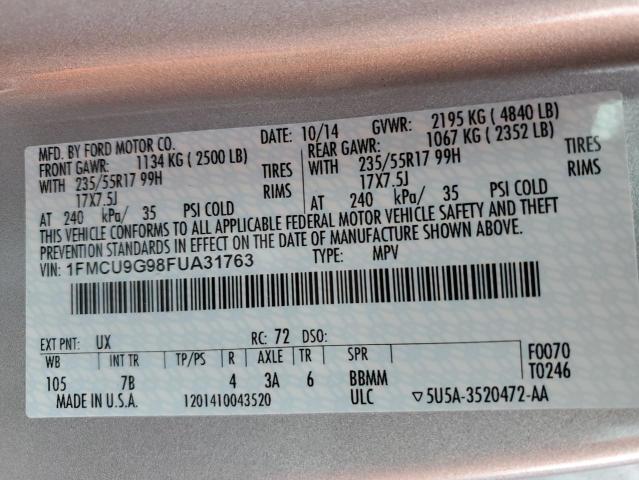 MFD. BY FORD MOTOR CO. DATE: 10/14 GVWR: 2195 KG ( 4840 LB)
FRONT GAWR: 1134 KG ( 2500 LB) REAR GAWR: 1067 KG ( 2352 LB)
WITH 235/55R17 99H TIRES WITH 235/55R17 99H TIRES
17X7.5J RIMS 17X7.5J RIMS
AT 240 kPa/ 35 PSI COLD AT 240 kPa/ 35 PSI COLD
THIS VEHICLE CONFORMS TO ALL APPLICABLE FEDERAL MOTOR VEHICLE SAFETY AND THEFT
PREVENTION STANDARDS IN EFFECT ON THE DATE OF MANUFACTURE SHOWN ABOVE.
VIN: 1FMCU9G98FUA31763 TYPE: MPV
EXT PNT: UX RC: 72 DSO:
WB INT TR TP/PS R AXLE TR SPR F0070
105 7B 4 3A 6 BBMM T0246
MADE IN U.S.A. 1201410043520 ULC ▽5U5A-3520472-AA